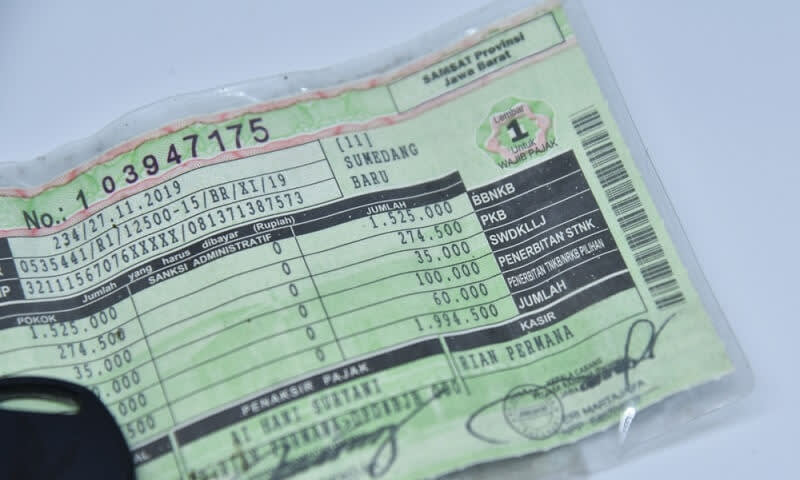 SAMSAT Provinsi
Jawa Barat
No.: 1 03947175
Lembar
1
Untuk
WAJIB PAJAK
234/27.11.2019
[11]
0535441/R1/12500-15/BR/XI/19
SUMEDANG
32111567076XXXXX/081371387573
BARU
Jumlah yang harus dibayar (Rupiah)
POKOK SANKSI ADMINISTRATIF JUMLAH
1.525.000 0 1.525.000 BBNKB
274.500 0 274.500 PKB
35.000 0 35.000 SWDKLLJ
0 100.000 PENERBITAN STNK
0 60.000 PENERBITAN TNKB/NRKB PILIHAN
0 1.994.500 JUMLAH
PENAKSIR PAJAK KASIR
AI HANI SURYANI RIAN PERMANA